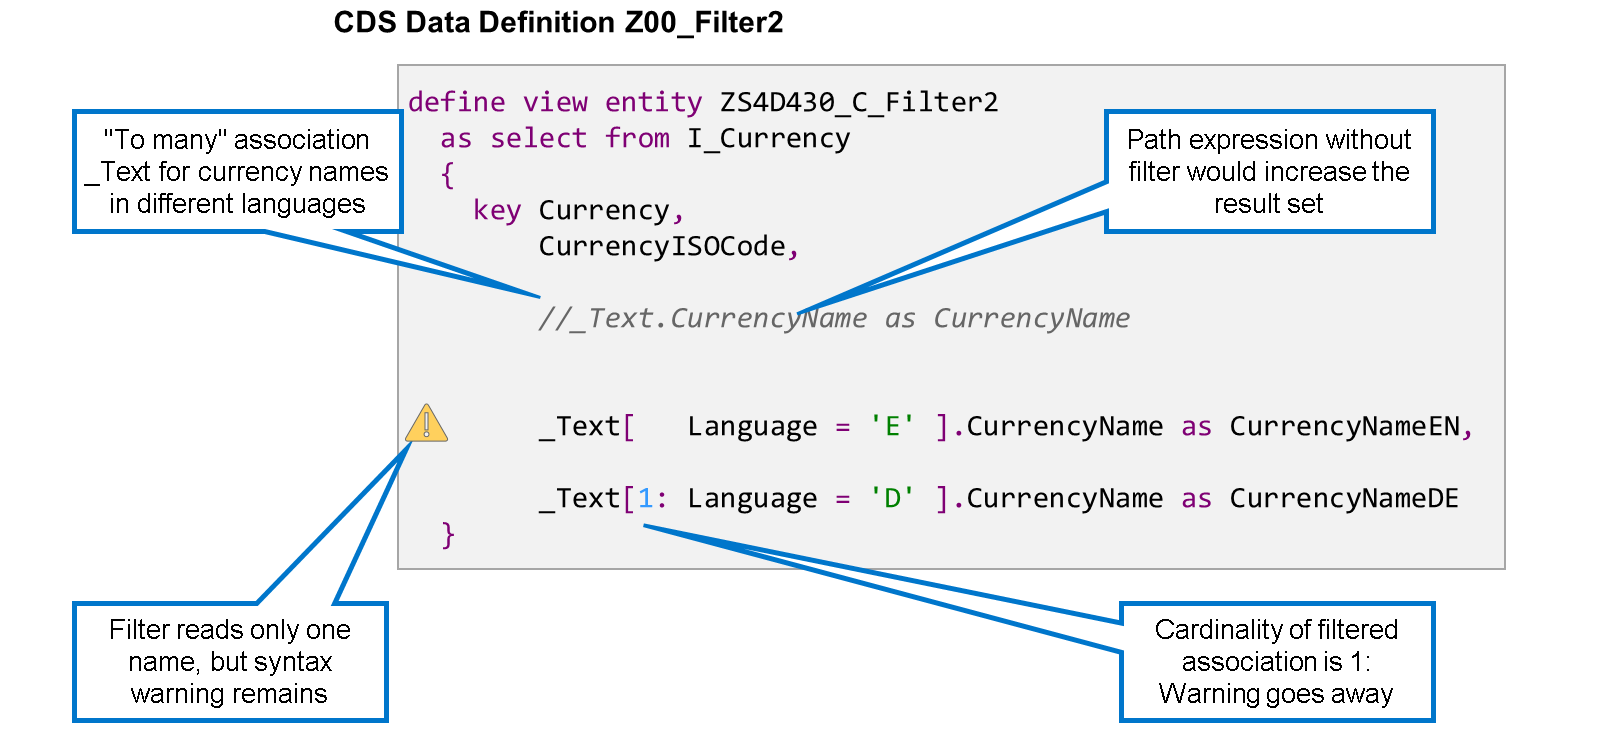 CDS Data Definition Z00_Filter2
define view entity ZS4D430_C_Filter2
as select from I_Currency
{
key Currency,
CurrencyISOCode,
//_Text.CurrencyName as CurrencyName
_Text[   Language = 'E' ].CurrencyName as CurrencyNameEN,
_Text[1: Language = 'D' ].CurrencyName as CurrencyNameDE
}
"To many" association
_Text for currency names
in different languages
Path expression without
filter would increase the
result set
Filter reads only one
name, but syntax
warning remains
Cardinality of filtered
association is 1:
Warning goes away